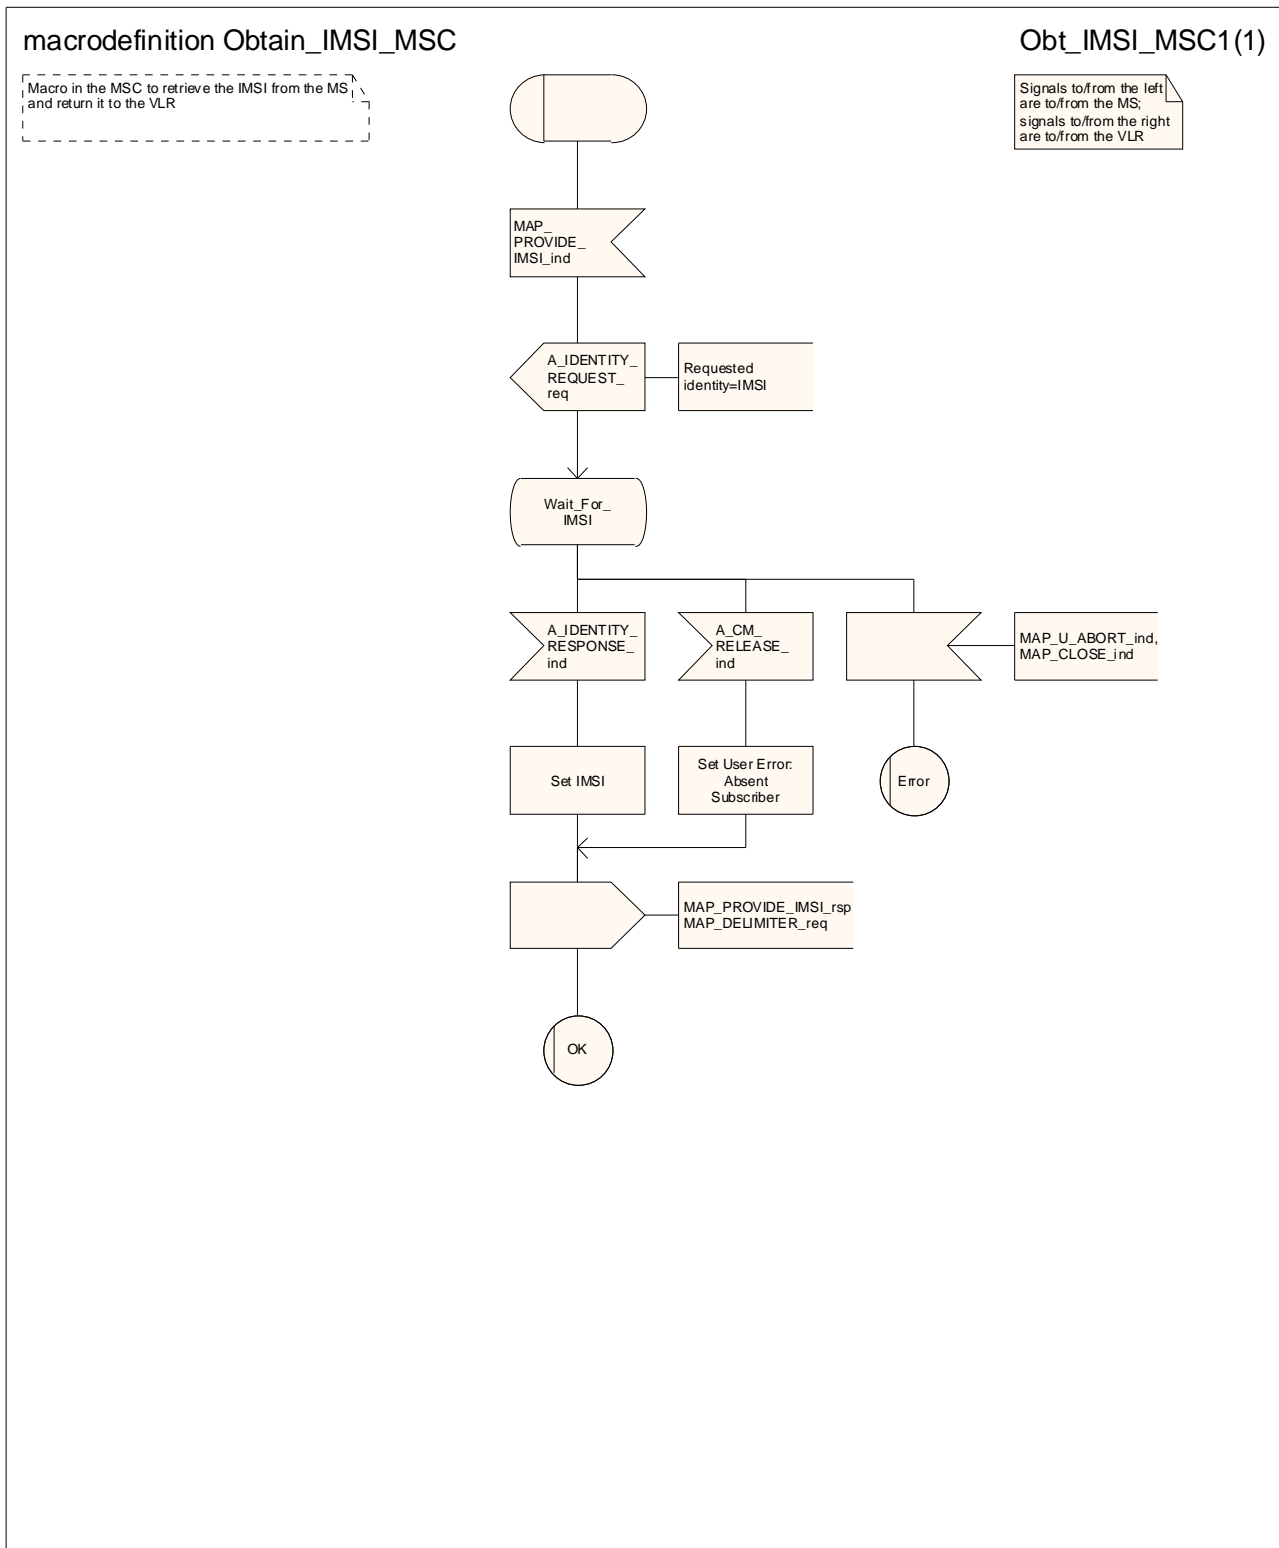 macrodefinition Obtain_IMSI_MSC
Obt_IMSI_MSC1(1)
Macro in the MSC to retrieve the IMSI from the MS
and return it to the VLR
Signals to/from the left
are to/from the MS;
signals to/from the right
are to/from the VLR
MAP_
PROVIDE_
IMSI_ind
A_IDENTITY_
REQUEST_
req
Requested
identity=IMSI
Wait_For_
IMSI
A_IDENTITY_
RESPONSE_
ind
A_CM_
RELEASE_
ind
MAP_U_ABORT_ind,
MAP_CLOSE_ind
Set IMSI
Set User Error:
Absent
Subscriber
Error
MAP_PROVIDE_IMSI_rsp
MAP_DELIMITER_req
OK